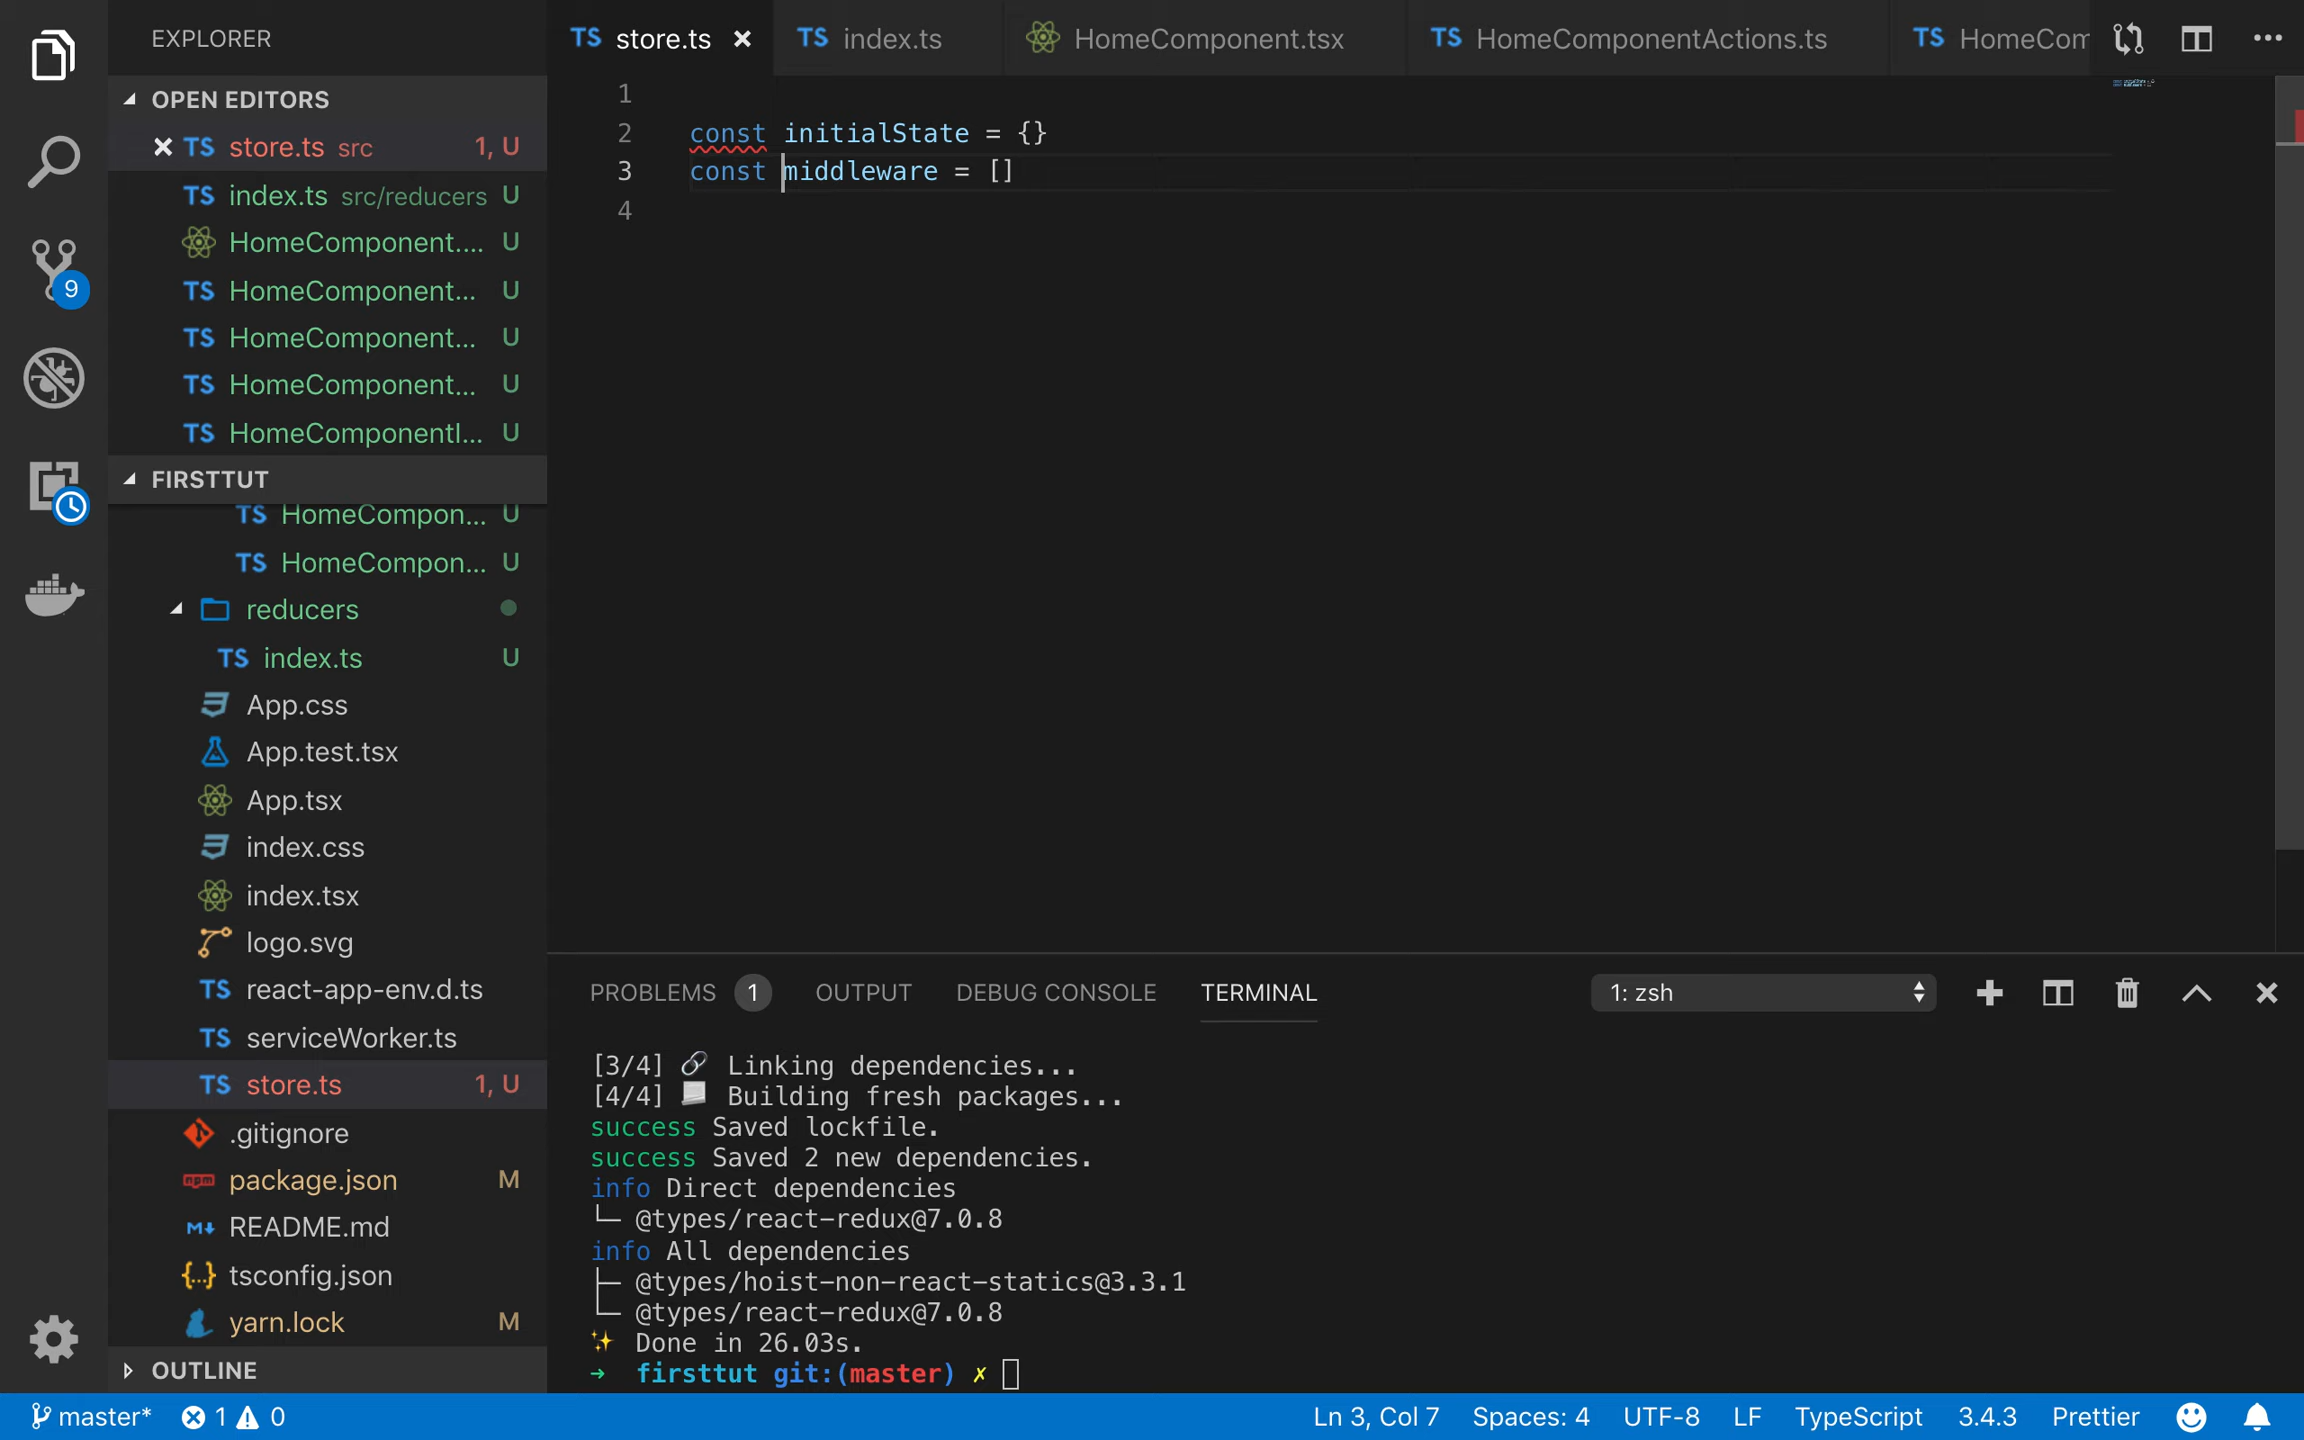 EXPLORER
OPEN EDITORS
TS store.ts src 1, U
TS index.ts src/reducers U
HomeComponent.... U
TS HomeComponent... U
TS HomeComponent... U
TS HomeComponent... U
TS HomeComponentI... U
FIRSTTUT
TS HomeCompon... U
TS HomeCompon... U
reducers
TS index.ts U
App.css
App.test.tsx
App.tsx
index.css
index.tsx
logo.svg
TS react-app-env.d.ts
TS serviceWorker.ts
TS store.ts 1, U
.gitignore
npm package.json M
README.md
{...} tsconfig.json
yarn.lock M
OUTLINE
9
TS store.ts
TS index.ts
HomeComponent.tsx
TS HomeComponentActions.ts
TS HomeCom
1
2 const initialState = {}
3 const middleware = []
4
PROBLEMS 1 OUTPUT DEBUG CONSOLE TERMINAL
1: zsh
[3/4] 🔗 Linking dependencies...
[4/4] 📃 Building fresh packages...
success Saved lockfile.
success Saved 2 new dependencies.
info Direct dependencies
└─ @types/react-redux@7.0.8
info All dependencies
├─ @types/hoist-non-react-statics@3.3.1
└─ @types/react-redux@7.0.8
✨ Done in 26.03s.
➜ firsttut git:(master) ✗
master* 1 0 Ln 3, Col 7 Spaces: 4 UTF-8 LF TypeScript 3.4.3 Prettier